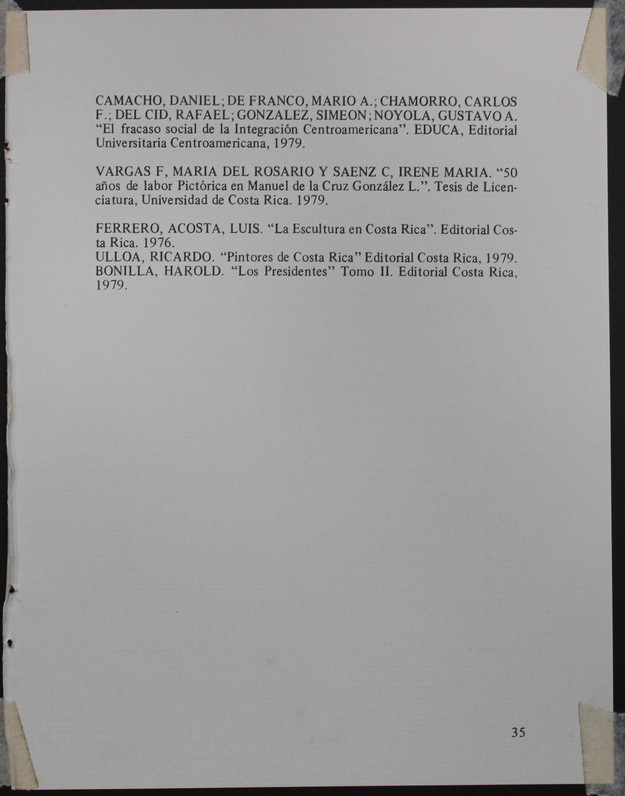 CAMACHO, DANIEL; DE FRANCO, MARIO A.; CHAMORRO, CARLOS
F.; DEL CID, RAFAEL; GONZALEZ, SIMEON; NOYOLA, GUSTAVO A.
“El fracaso social de la Integración Centroamericana”. EDUCA, Editorial
Universitaria Centroamericana, 1979.
VARGAS F, MARIA DEL ROSARIO Y SAENZ C, IRENE MARIA. “50
años de labor Pictórica en Manuel de la Cruz González L.”. Tesis de Licen-
ciatura, Universidad de Costa Rica. 1979.
FERRERO, ACOSTA, LUIS. “La Escultura en Costa Rica”. Editorial Cos-
ta Rica. 1976.
ULLOA, RICARDO. “Pintores de Costa Rica” Editorial Costa Rica, 1979.
BONILLA, HAROLD. “Los Presidentes” Tomo II. Editorial Costa Rica,
1979.
35